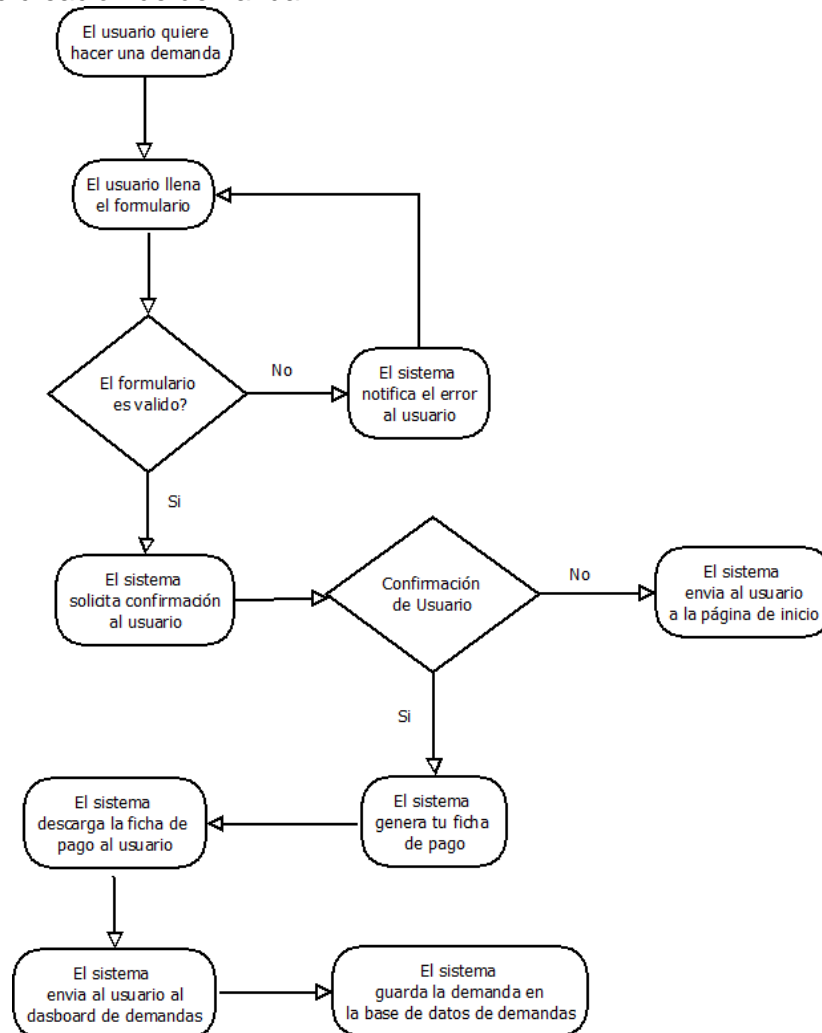 El usuario quiere
hacer una demanda
El usuario llena
el formulario
El formulario
es valido?
No
El sistema
notifica el error
al usuario
Si
El sistema
solicita confirmación
al usuario
Confirmación
de Usuario
No
El sistema
envia al usuario
a la página de inicio
Si
El sistema
genera tu ficha
de pago
El sistema
descarga la ficha de
pago al usuario
El sistema
envia al usuario al
dasboard de demandas
El sistema
guarda la demanda en
la base de datos de demandas